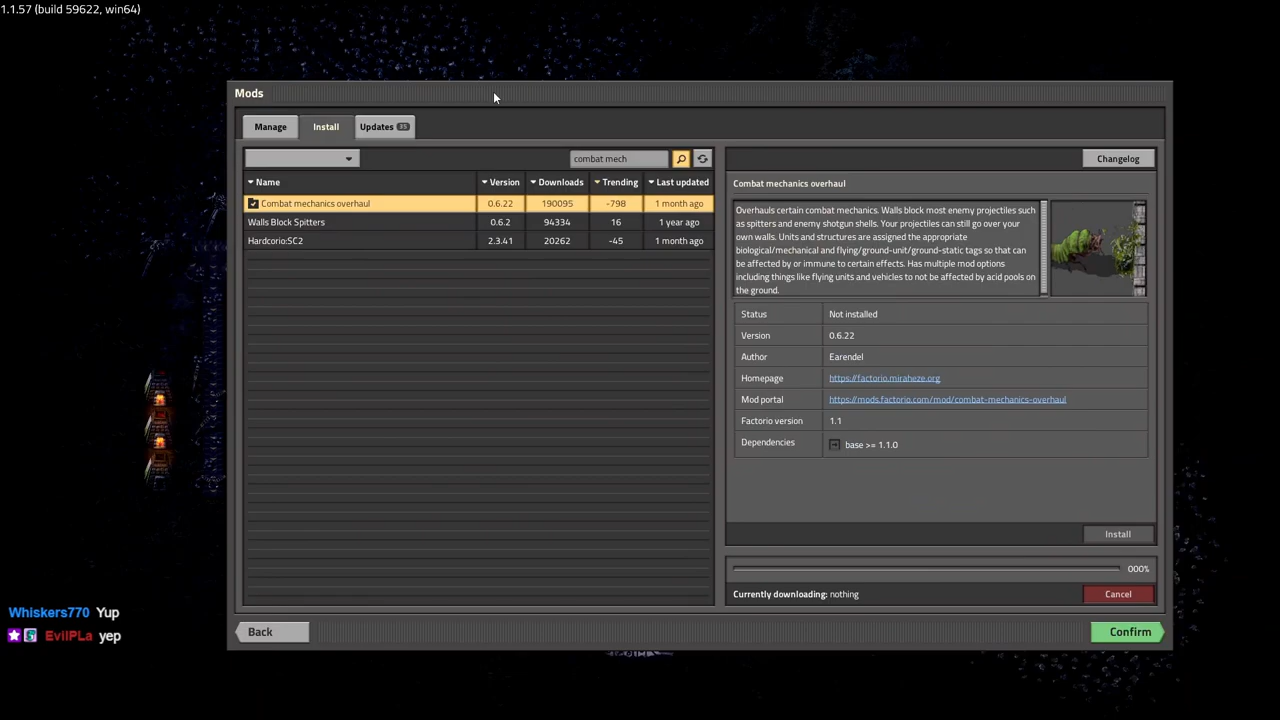 1.1.57 (build 59622, win64)
Mods
Manage Install Updates 35
combat mech Changelog
Name Version Downloads Trending Last updated
Combat mechanics overhaul 0.6.22 190095 -798 1 month ago
Walls Block Spitters 0.6.2 94334 16 1 year ago
Hardcorio:SC2 2.3.41 20262 -45 1 month ago
Combat mechanics overhaul
Overhauls certain combat mechanics. Walls block most enemy projectiles such
as spitters and enemy shotgun shells. Your projectiles can still go over your
own walls. Units and structures are assigned the appropriate
biological/mechanical and flying/ground-unit/ground-static tags so that can
be affected by or immune to certain effects. Has multiple mod options
including things like flying units and vehicles to not be affected by acid pools on
the ground.
Status Not installed
Version 0.6.22
Author Earendel
Homepage https://factorio.miraheze.org
Mod portal https://mods.factorio.com/mod/combat-mechanics-overhaul
Factorio version 1.1
Dependencies base >= 1.1.0
Install
000%
Currently downloading: nothing Cancel
Back Confirm
Whiskers770 Yup
EvilPLa yep